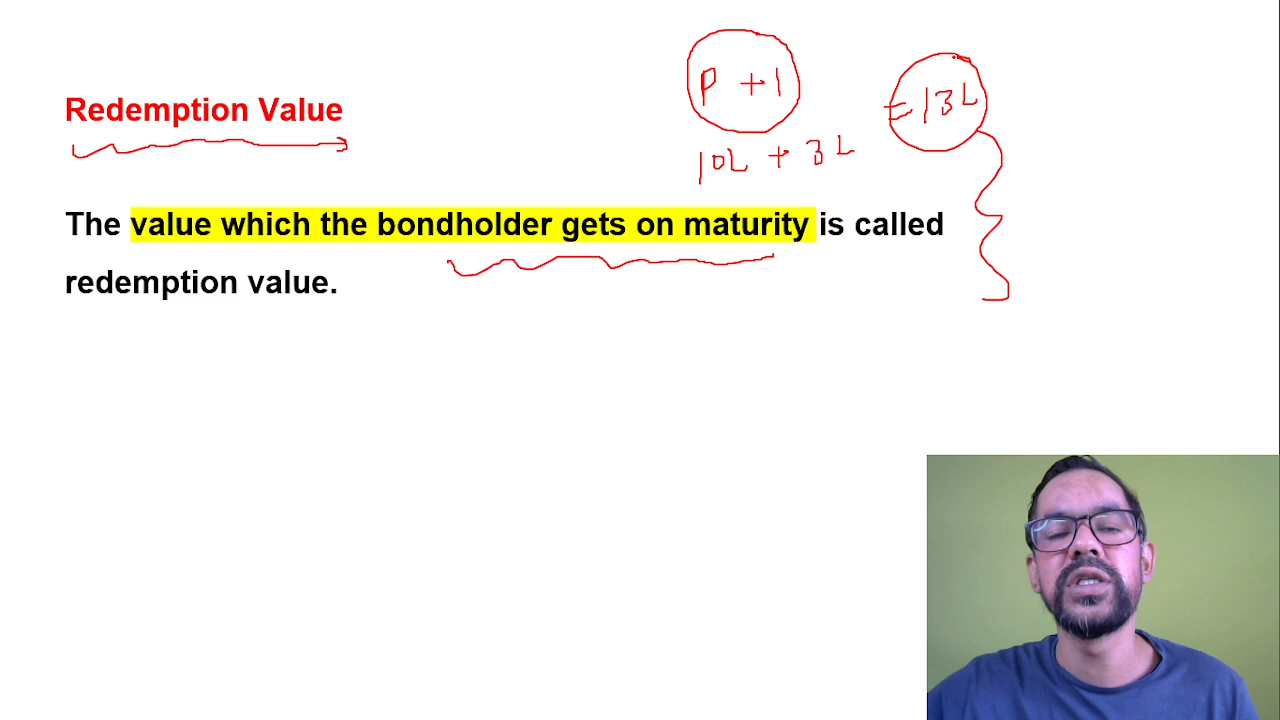 P + I
= 13L
Redemption Value
10L + 3L
The value which the bondholder gets on maturity is called
redemption value.